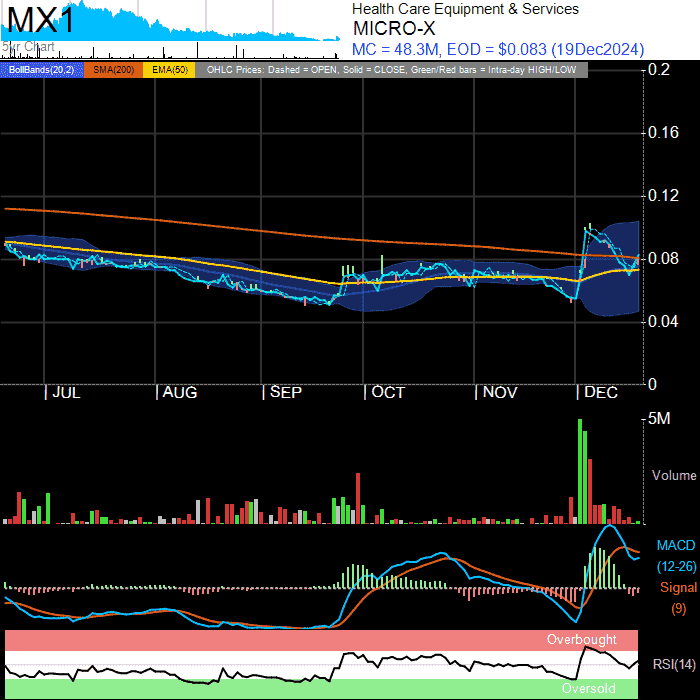 MX1
5yr Chart
Health Care Equipment & Services
MICRO-X
MC = 48.3M, EOD = $0.083 (19Dec2024)
BollBands(20,2) SMA(200) EMA(50) OHLC Prices: Dashed = OPEN, Solid = CLOSE, Green/Red bars = Intra-day HIGH/LOW
0.2
0.16
0.12
0.08
0.04
0
JUL AUG SEP OCT NOV DEC
5M
Volume
MACD
(12-26)
Signal
(9)
Overbought
RSI(14)
Oversold